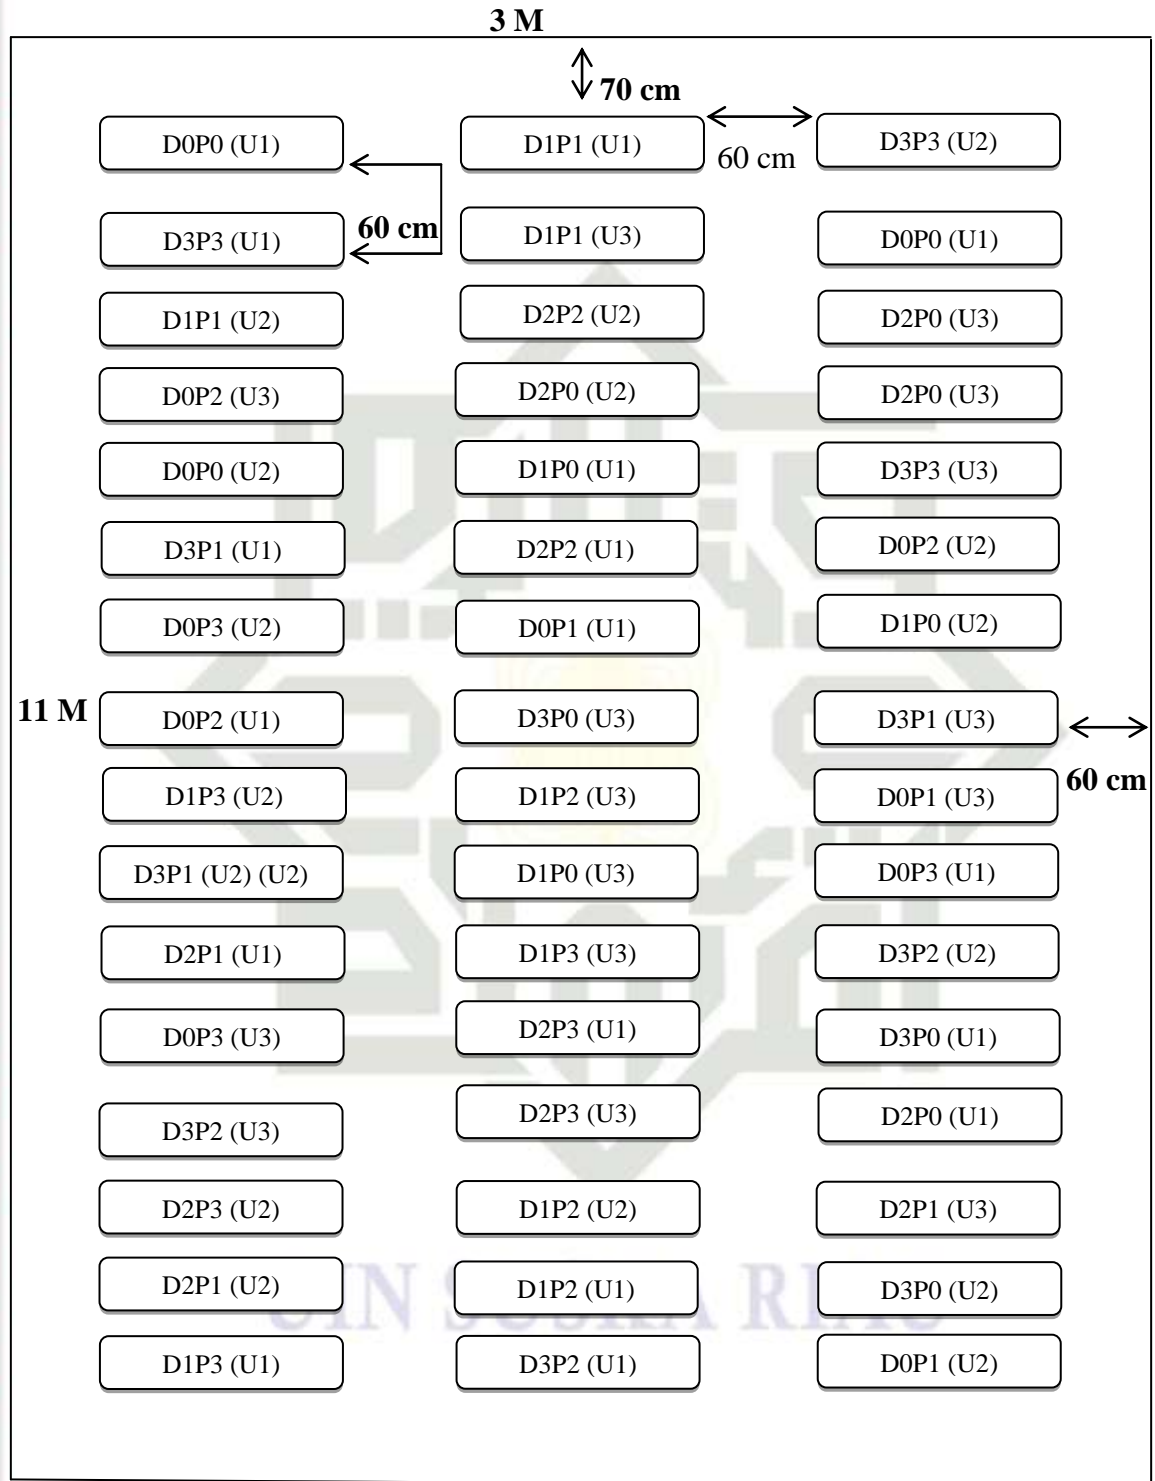 3 M
70 cm
D0P0 (U1) D1P1 (U1) 60 cm D3P3 (U2)
D3P3 (U1) 60 cm D1P1 (U3) D0P0 (U1)
D1P1 (U2) D2P2 (U2) D2P0 (U3)
D0P2 (U3) D2P0 (U2) D2P0 (U3)
D0P0 (U2) D1P0 (U1) D3P3 (U3)
D3P1 (U1) D2P2 (U1) D0P2 (U2)
D0P3 (U2) D0P1 (U1) D1P0 (U2)
11 M D0P2 (U1) D3P0 (U3) D3P1 (U3)
D1P3 (U2) D1P2 (U3) D0P1 (U3) 60 cm
D3P1 (U2) (U2) D1P0 (U3) D0P3 (U1)
D2P1 (U1) D1P3 (U3) D3P2 (U2)
D0P3 (U3) D2P3 (U1) D3P0 (U1)
D3P2 (U3) D2P3 (U3) D2P0 (U1)
D2P3 (U2) D1P2 (U2) D2P1 (U3)
D2P1 (U2) D1P2 (U1) D3P0 (U2)
UIN SUSKA RIAU
D1P3 (U1) D3P2 (U1) D0P1 (U2)